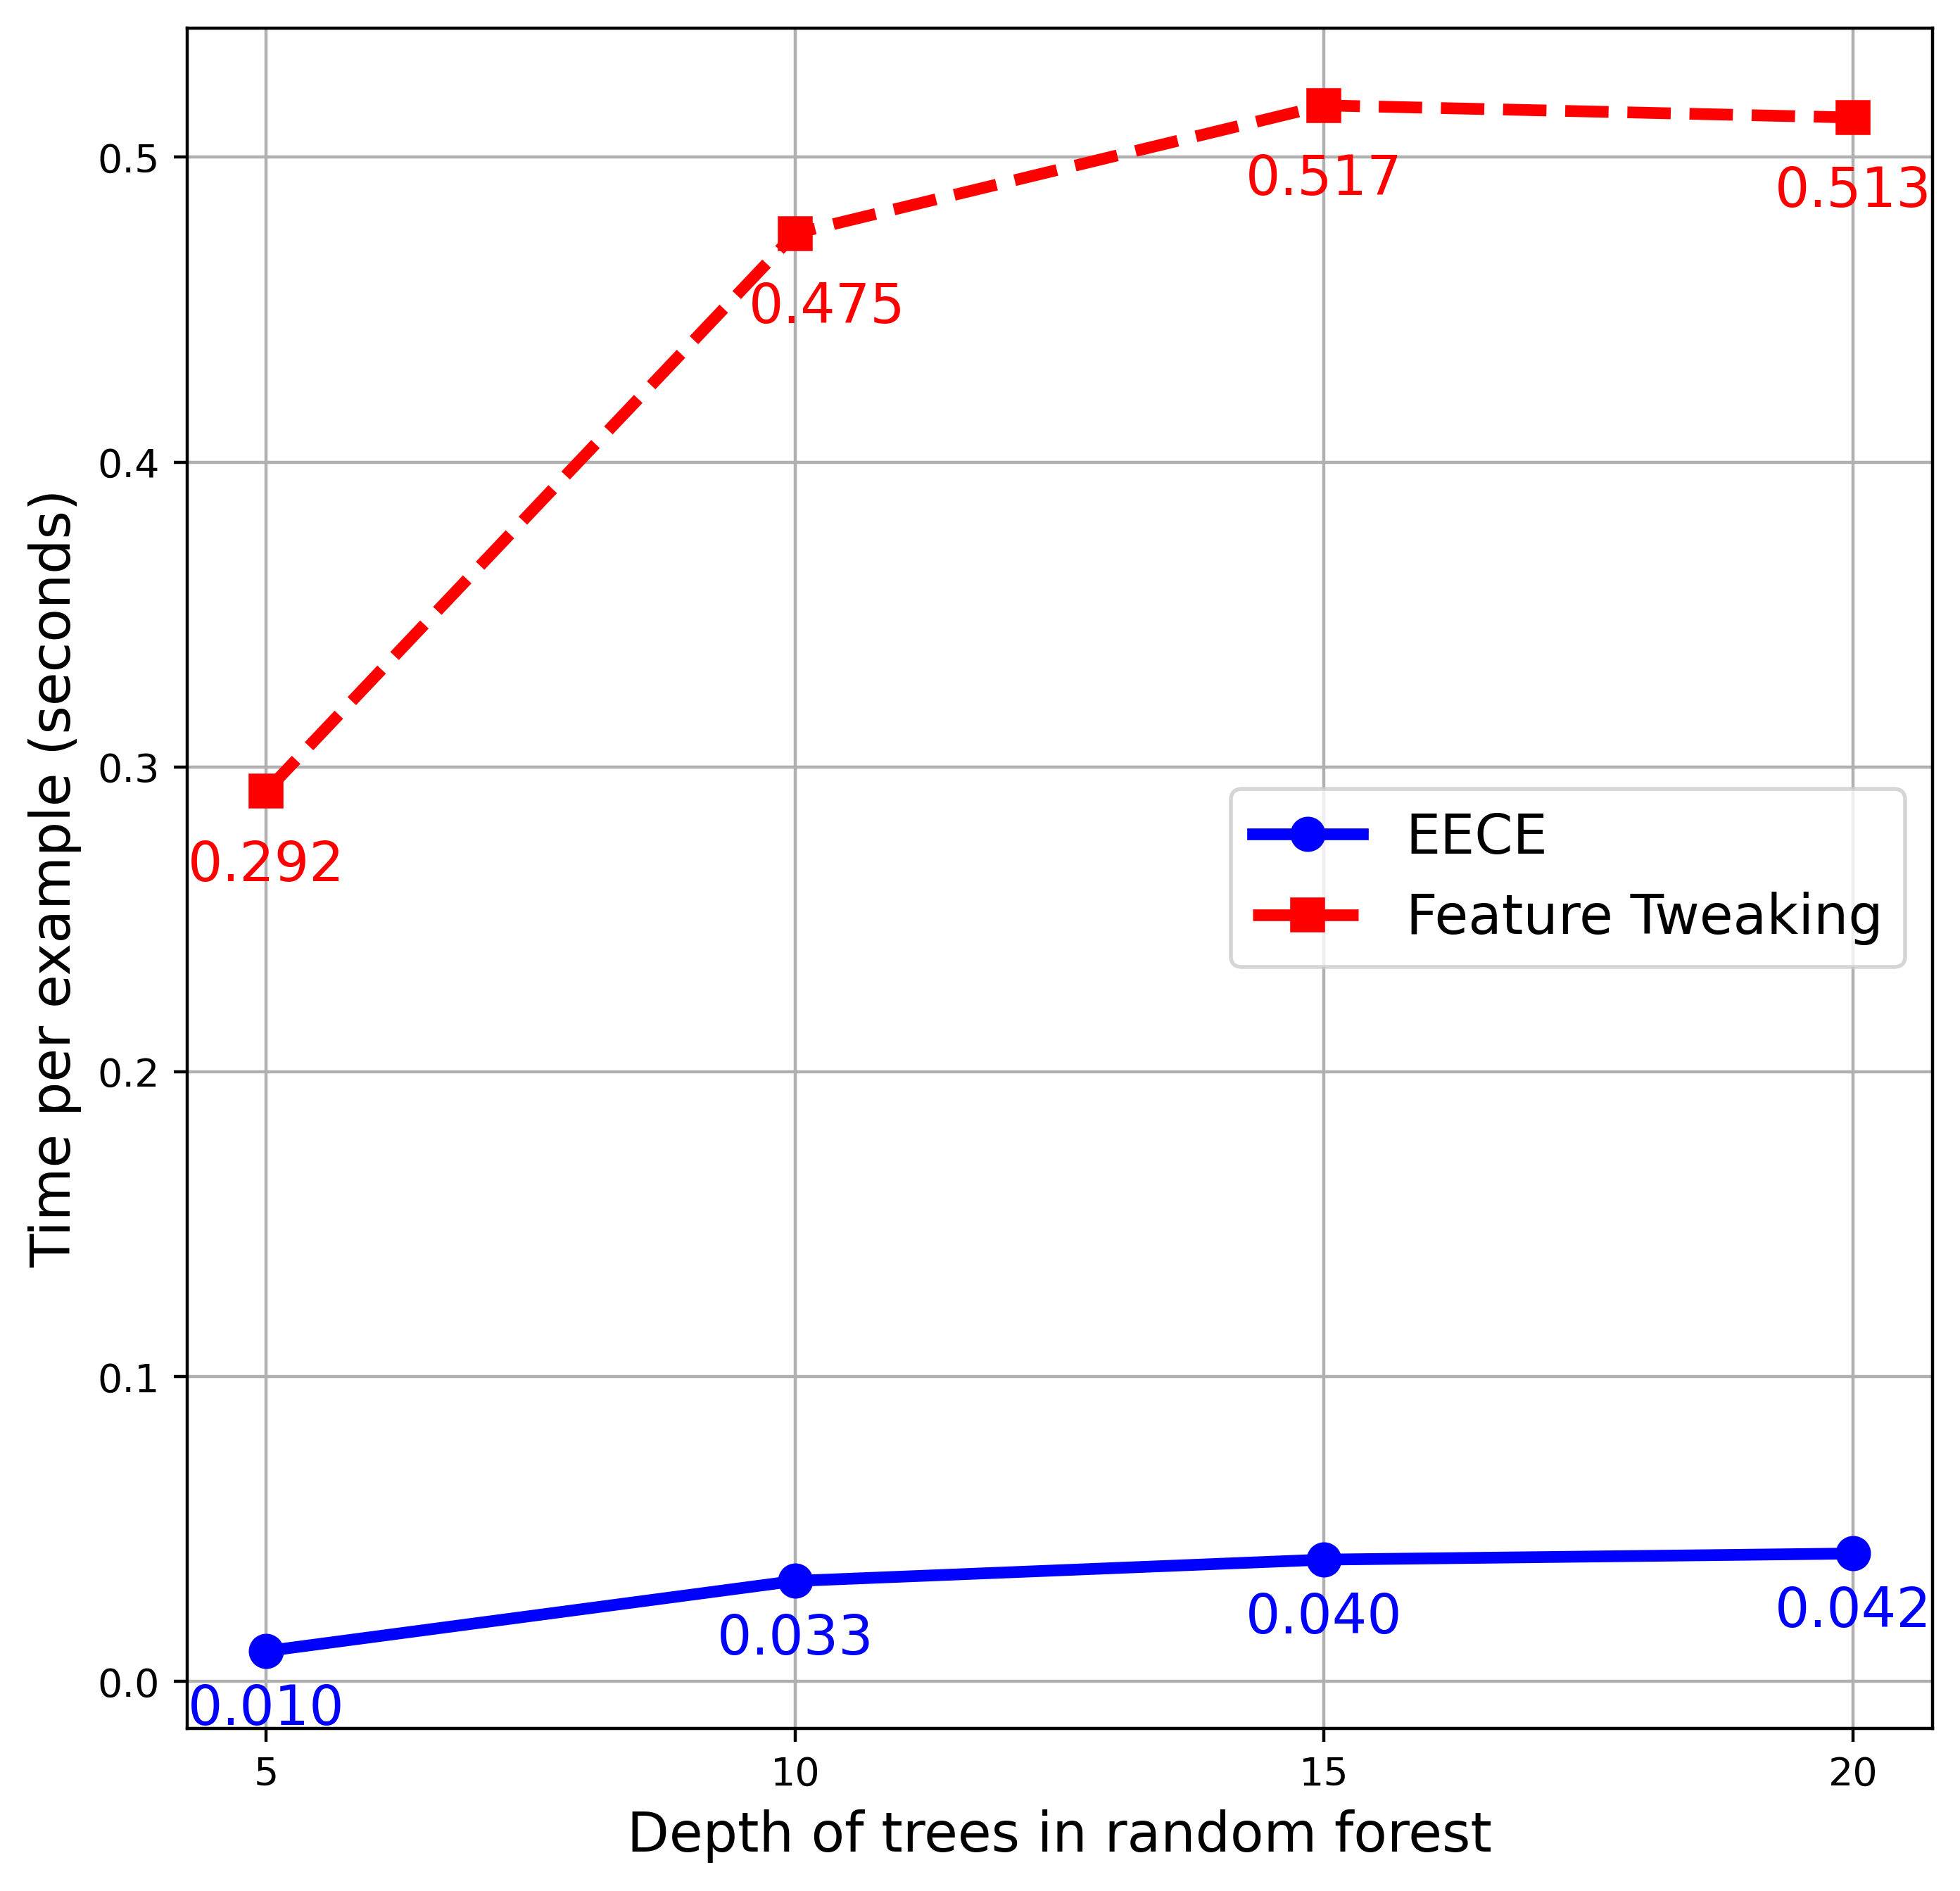 Time per example (seconds)
0.5
0.4
0.3
0.2
0.1
0.0
0.517
0.513
0.475
0.292
EECE
Feature Tweaking
0.010
0.033
0.040
0.042
5 10 15 20
Depth of trees in random forest